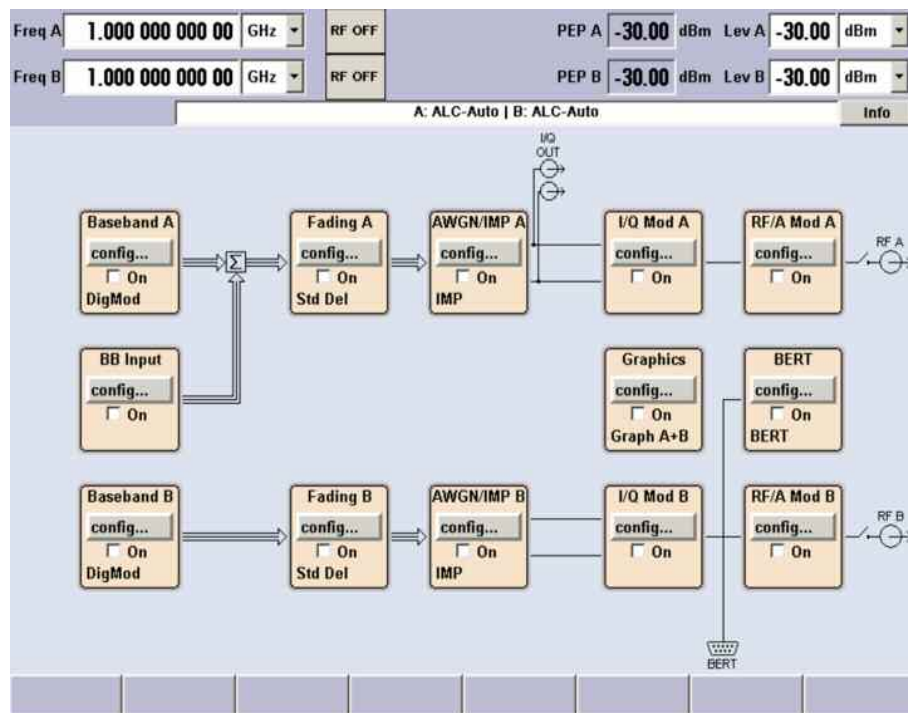 Freq A 1.000 000 000 00 GHz RF OFF PEP A -30.00 dBm Lev A -30.00 dBm
Freq B 1.000 000 000 00 GHz RF OFF PEP B -30.00 dBm Lev B -30.00 dBm
A: ALC-Auto | B: ALC-Auto Info
I/Q
OUT
Baseband A Fading A AWGN/IMP A I/Q Mod A RF/A Mod A
config... config... config... config... config... RF A
On Σ On On On On
DigMod Std Del IMP
BB Input Graphics BERT
config... config... config...
On On On
Graph A+B BERT
Baseband B Fading B AWGN/IMP B I/Q Mod B RF/A Mod B
config... config... config... config... config... RF B
On On On On On
DigMod Std Del IMP
BERT